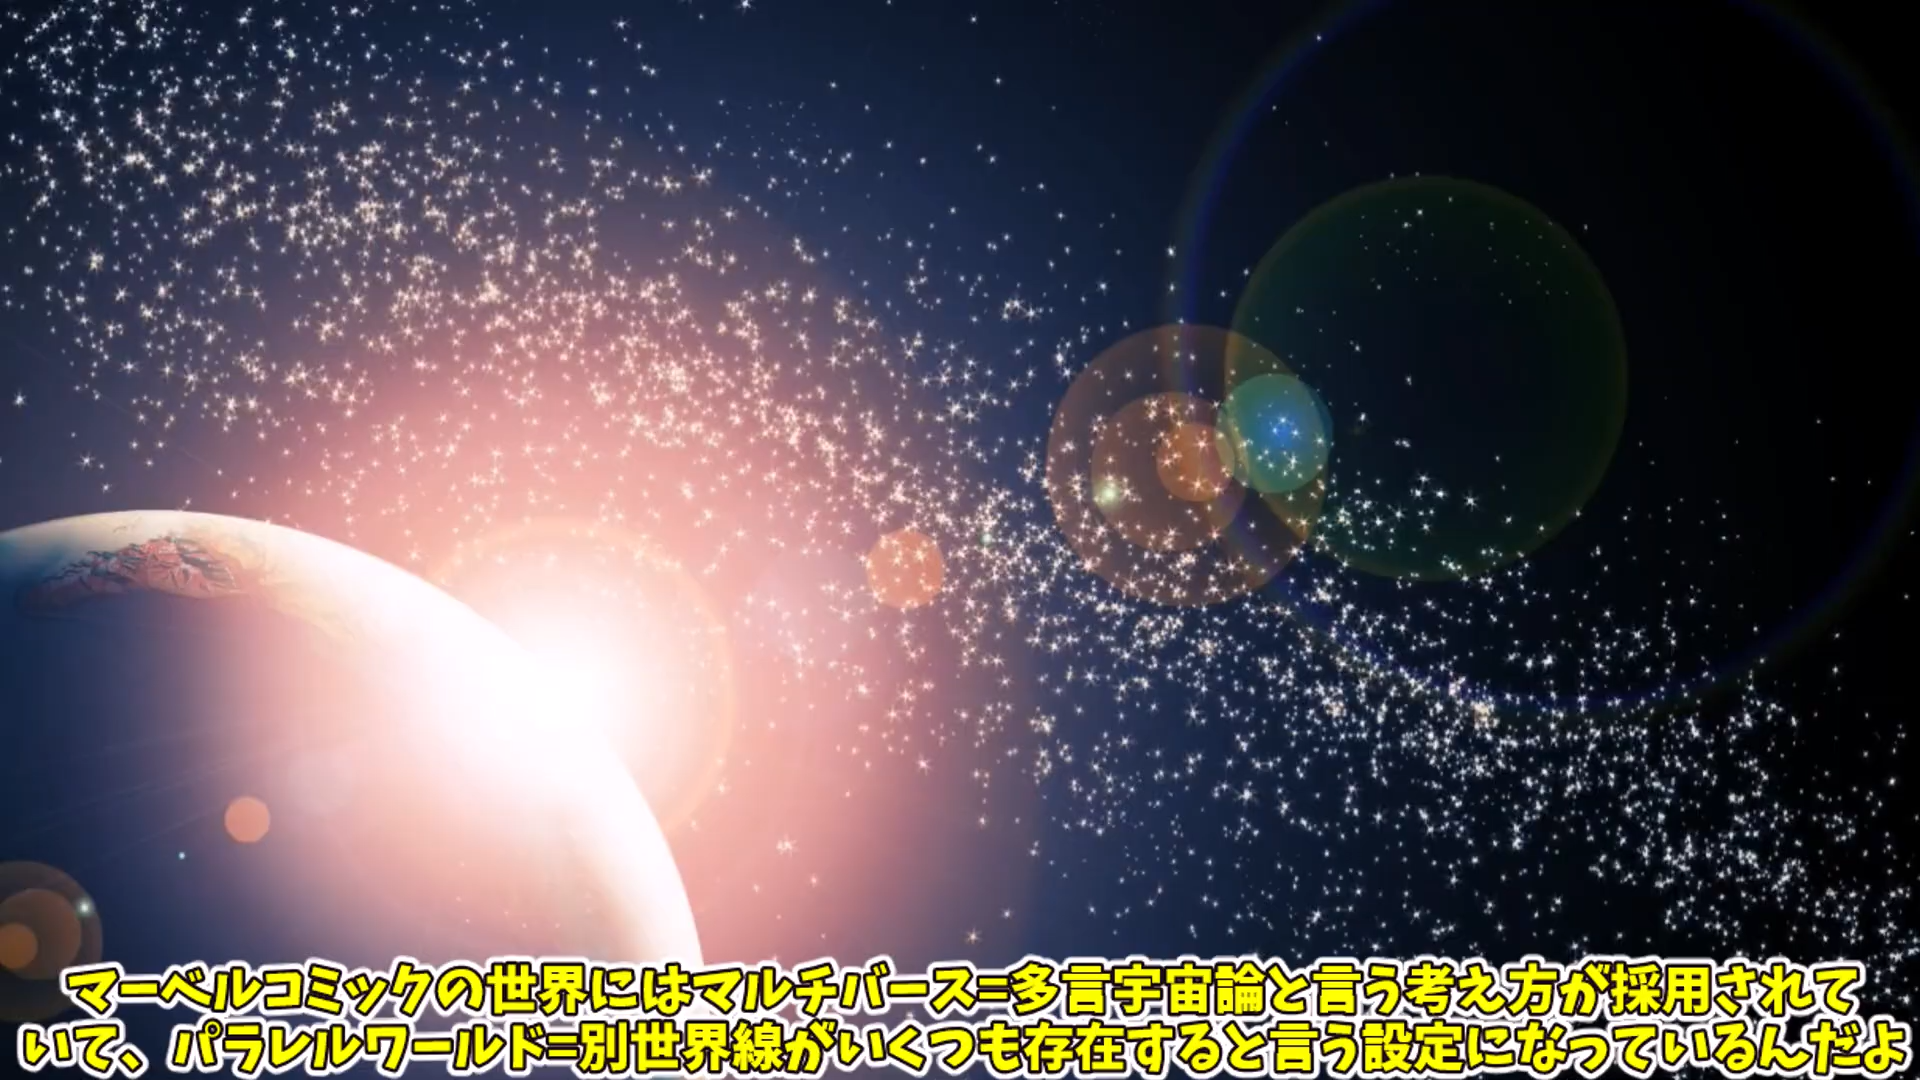 マーベルコミックの世界にはマルチバース=多言宇宙論と言う考え方が採用されて
いて、パラレルワールド=別世界線がいくつも存在すると言う設定になっているんだよ